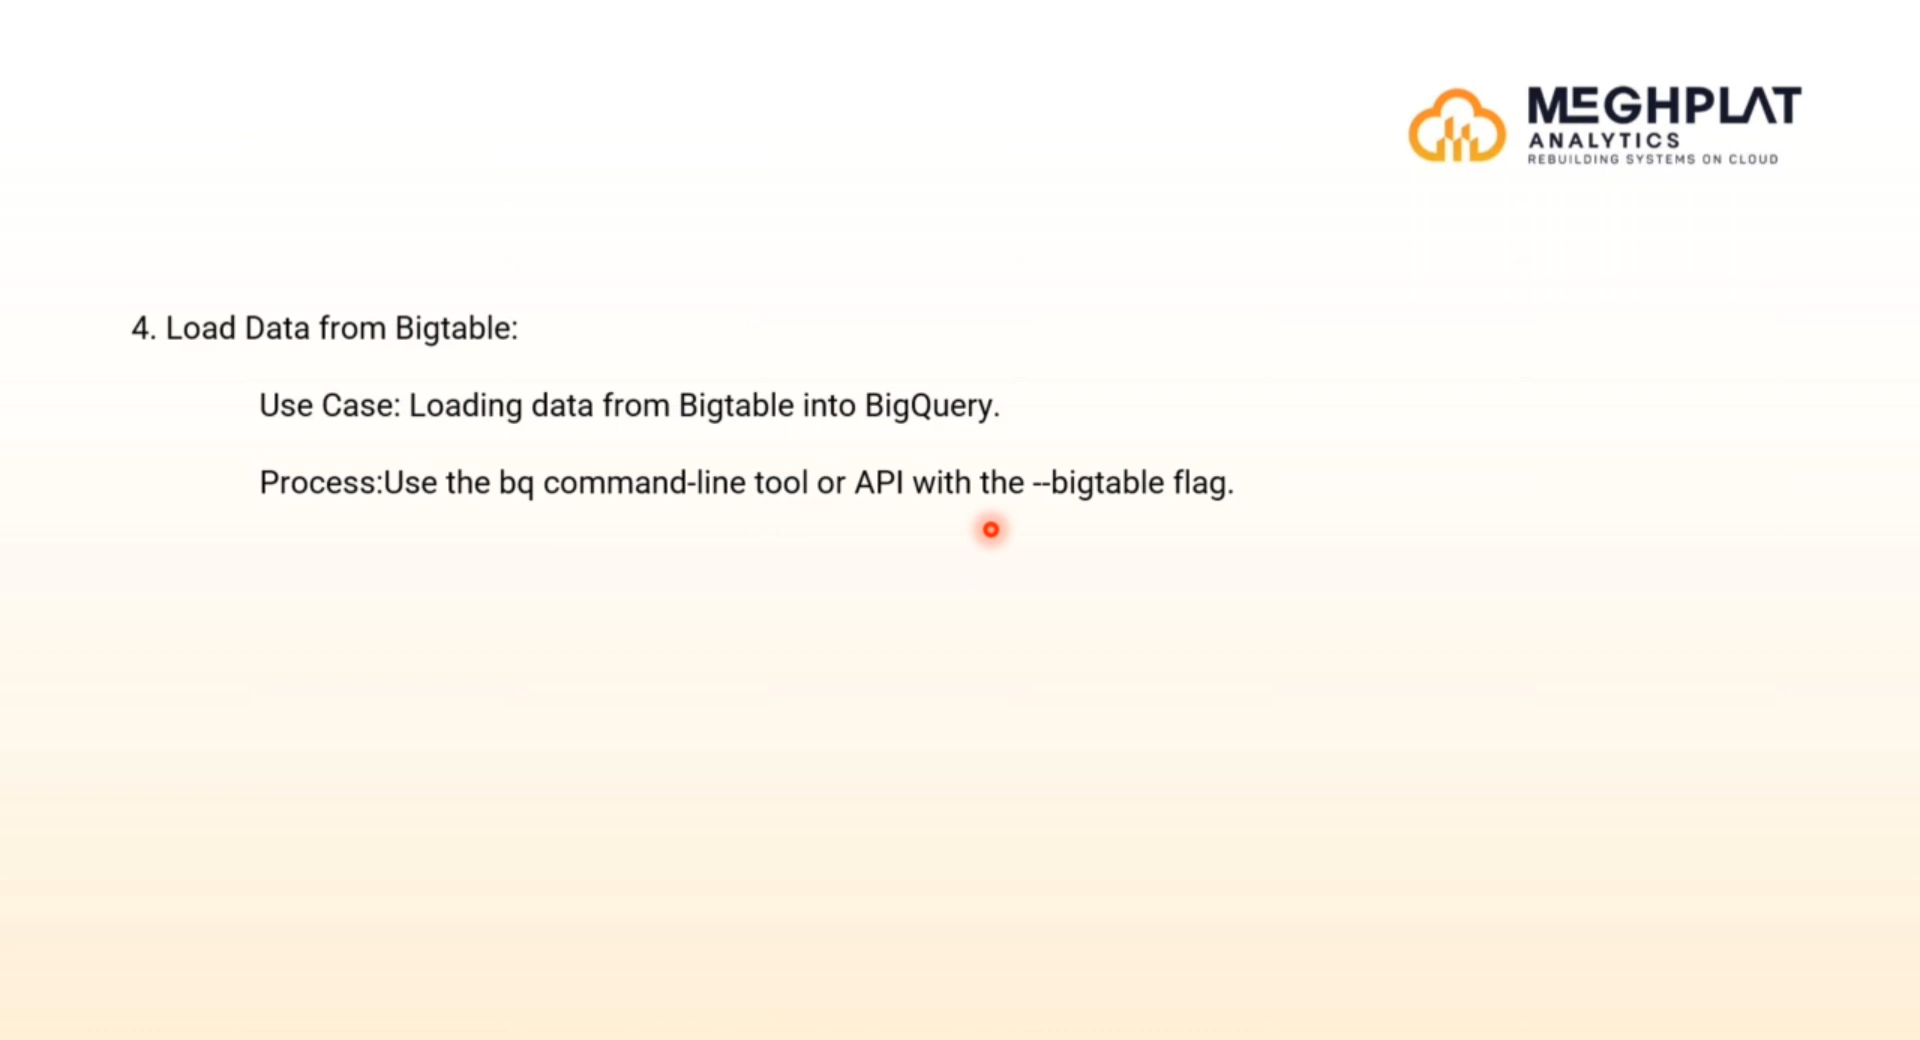 MEGHPLAT
ANALYTICS
REBUILDING SYSTEMS ON CLOUD
4. Load Data from Bigtable:
Use Case: Loading data from Bigtable into BigQuery.
Process:Use the bq command-line tool or API with the --bigtable flag.